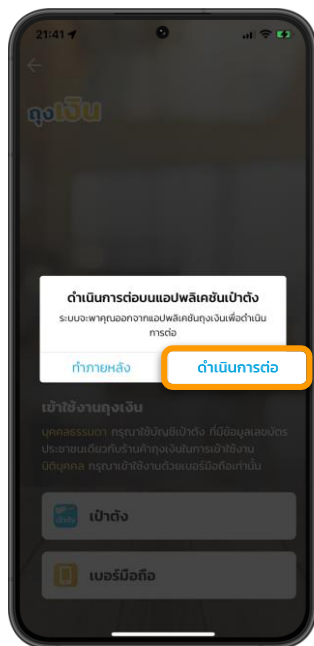 21:41
ถุงเงิน
ดำเนินการต่อบนแอปพลิเคชันเป๋าตัง
ระบบจะพาคุณออกจากแอปพลิเคชันถุงเงินเพื่อดำเนิน
การต่อ
ทำภายหลัง ดำเนินการต่อ
เข้าใช้งานถุงเงิน
บุคคลธรรมดา กรุณาใช้บัญชีเป๋าตัง ที่มีข้อมูลเลขบัตร
ประชาชนเดียวกับร้านค้าถุงเงินในการเข้าใช้งาน
นิติบุคคล กรุณาเข้าใช้งานด้วยเบอร์มือถือเท่านั้น
เป๋าตัง
เบอร์มือถือ